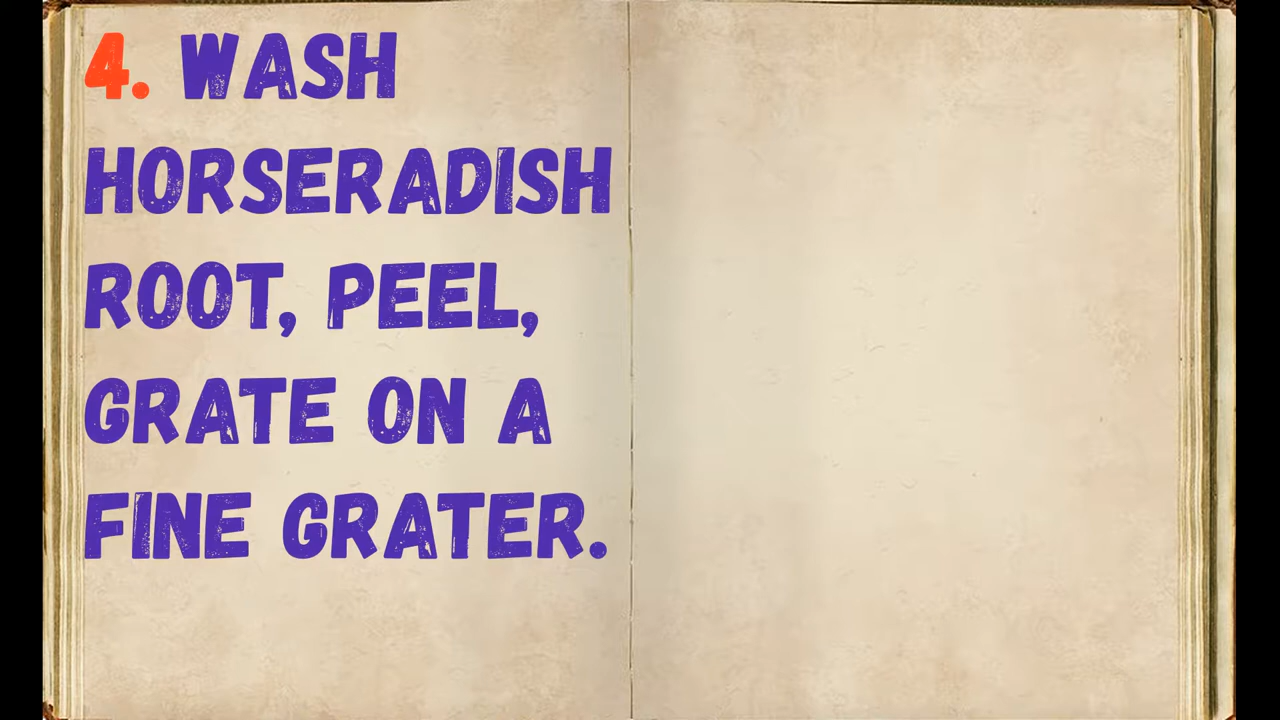 4. WASH
HORSERADISH
ROOT, PEEL,
GRATE ON A
FINE GRATER.